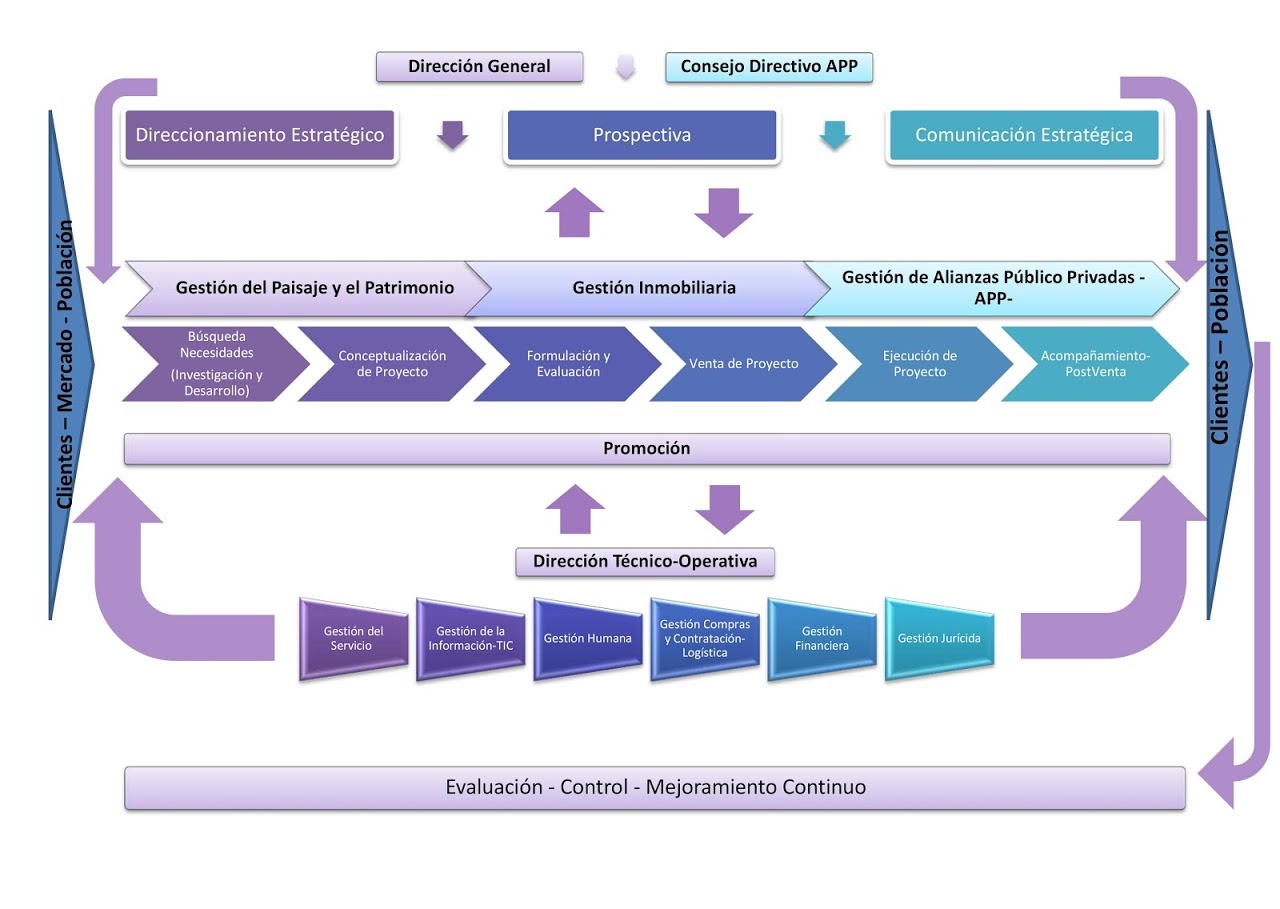 Dirección General
Consejo Directivo APP
Direccionamiento Estratégico
Prospectiva
Comunicación Estratégica
Clientes – Mercado - Población
Clientes – Población
Gestión del Paisaje y el Patrimonio
Gestión Inmobiliaria
Gestión de Alianzas Público Privadas -
APP-
Búsqueda
Necesidades
(Investigación y
Desarrollo)
Conceptualización
de Proyecto
Formulación y
Evaluación
Venta de Proyecto
Ejecución de
Proyecto
Acompañamiento-
PostVenta
Promoción
Dirección Técnico-Operativa
Gestión del
Servicio
Gestión de la
Información-TIC
Gestión Humana
Gestión Compras
y Contratación-
Logística
Gestión
Financiera
Gestión Jurícida
Evaluación - Control - Mejoramiento Continuo